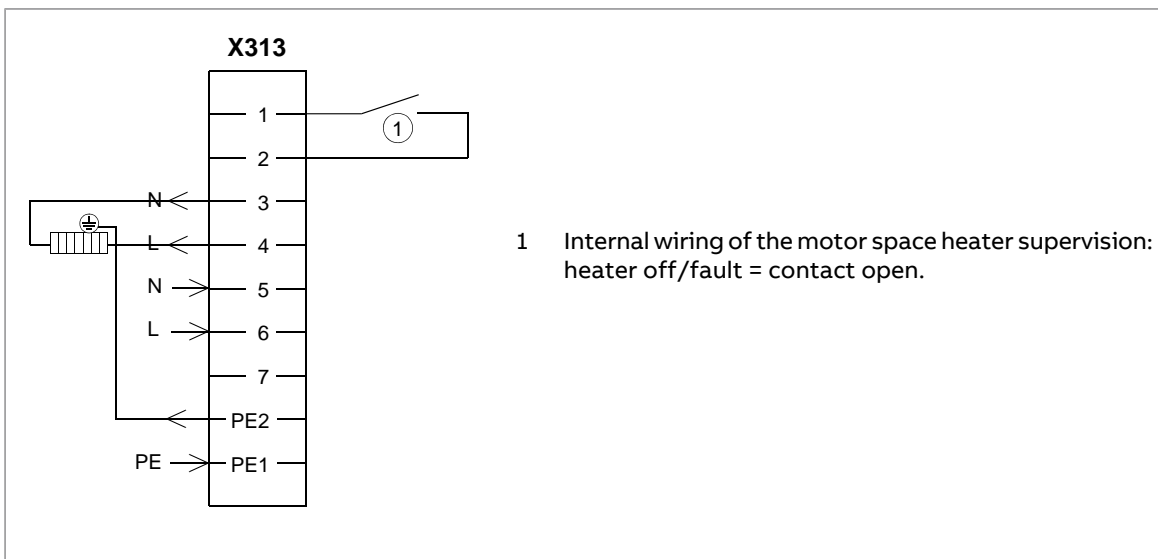 X313
1
1
2
N
3
L
4
N
5
L
6
7
PE2
PE
PE1
1 Internal wiring of the motor space heater supervision:
heater off/fault = contact open.